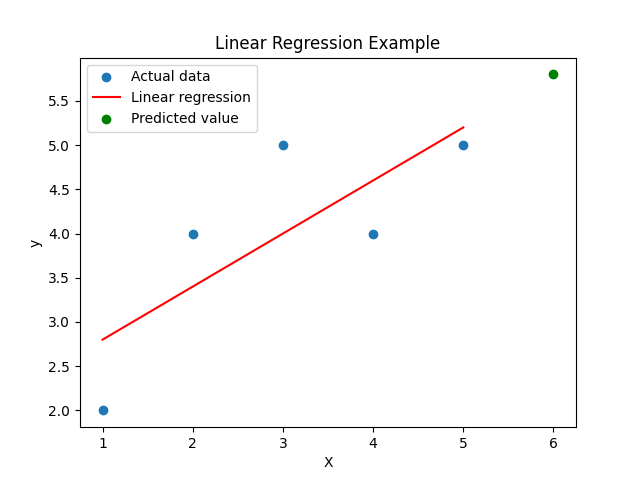 Linear Regression Example
Actual data
Linear regression
Predicted value
5.5
5.0
4.5
4.0
3.5
3.0
2.5
2.0
y
1 2 3 4 5 6
X